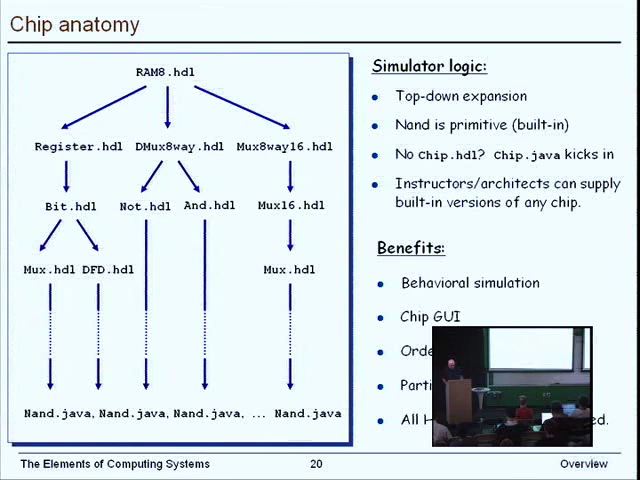 Chip anatomy
RAM8.hdl
Register.hdl DMux8way.hdl Mux8way16.hdl
Bit.hdl Not.hdl And.hdl Mux16.hdl
Mux.hdl DFD.hdl Mux.hdl
Nand.java, Nand.java, Nand.java, ... Nand.java
Simulator logic:
Top-down expansion
Nand is primitive (built-in)
No Chip.hdl? Chip.java kicks in
Instructors/architects can supply
built-in versions of any chip.
Benefits:
Behavioral simulation
Chip GUI
All
The Elements of Computing Systems 20 Overview